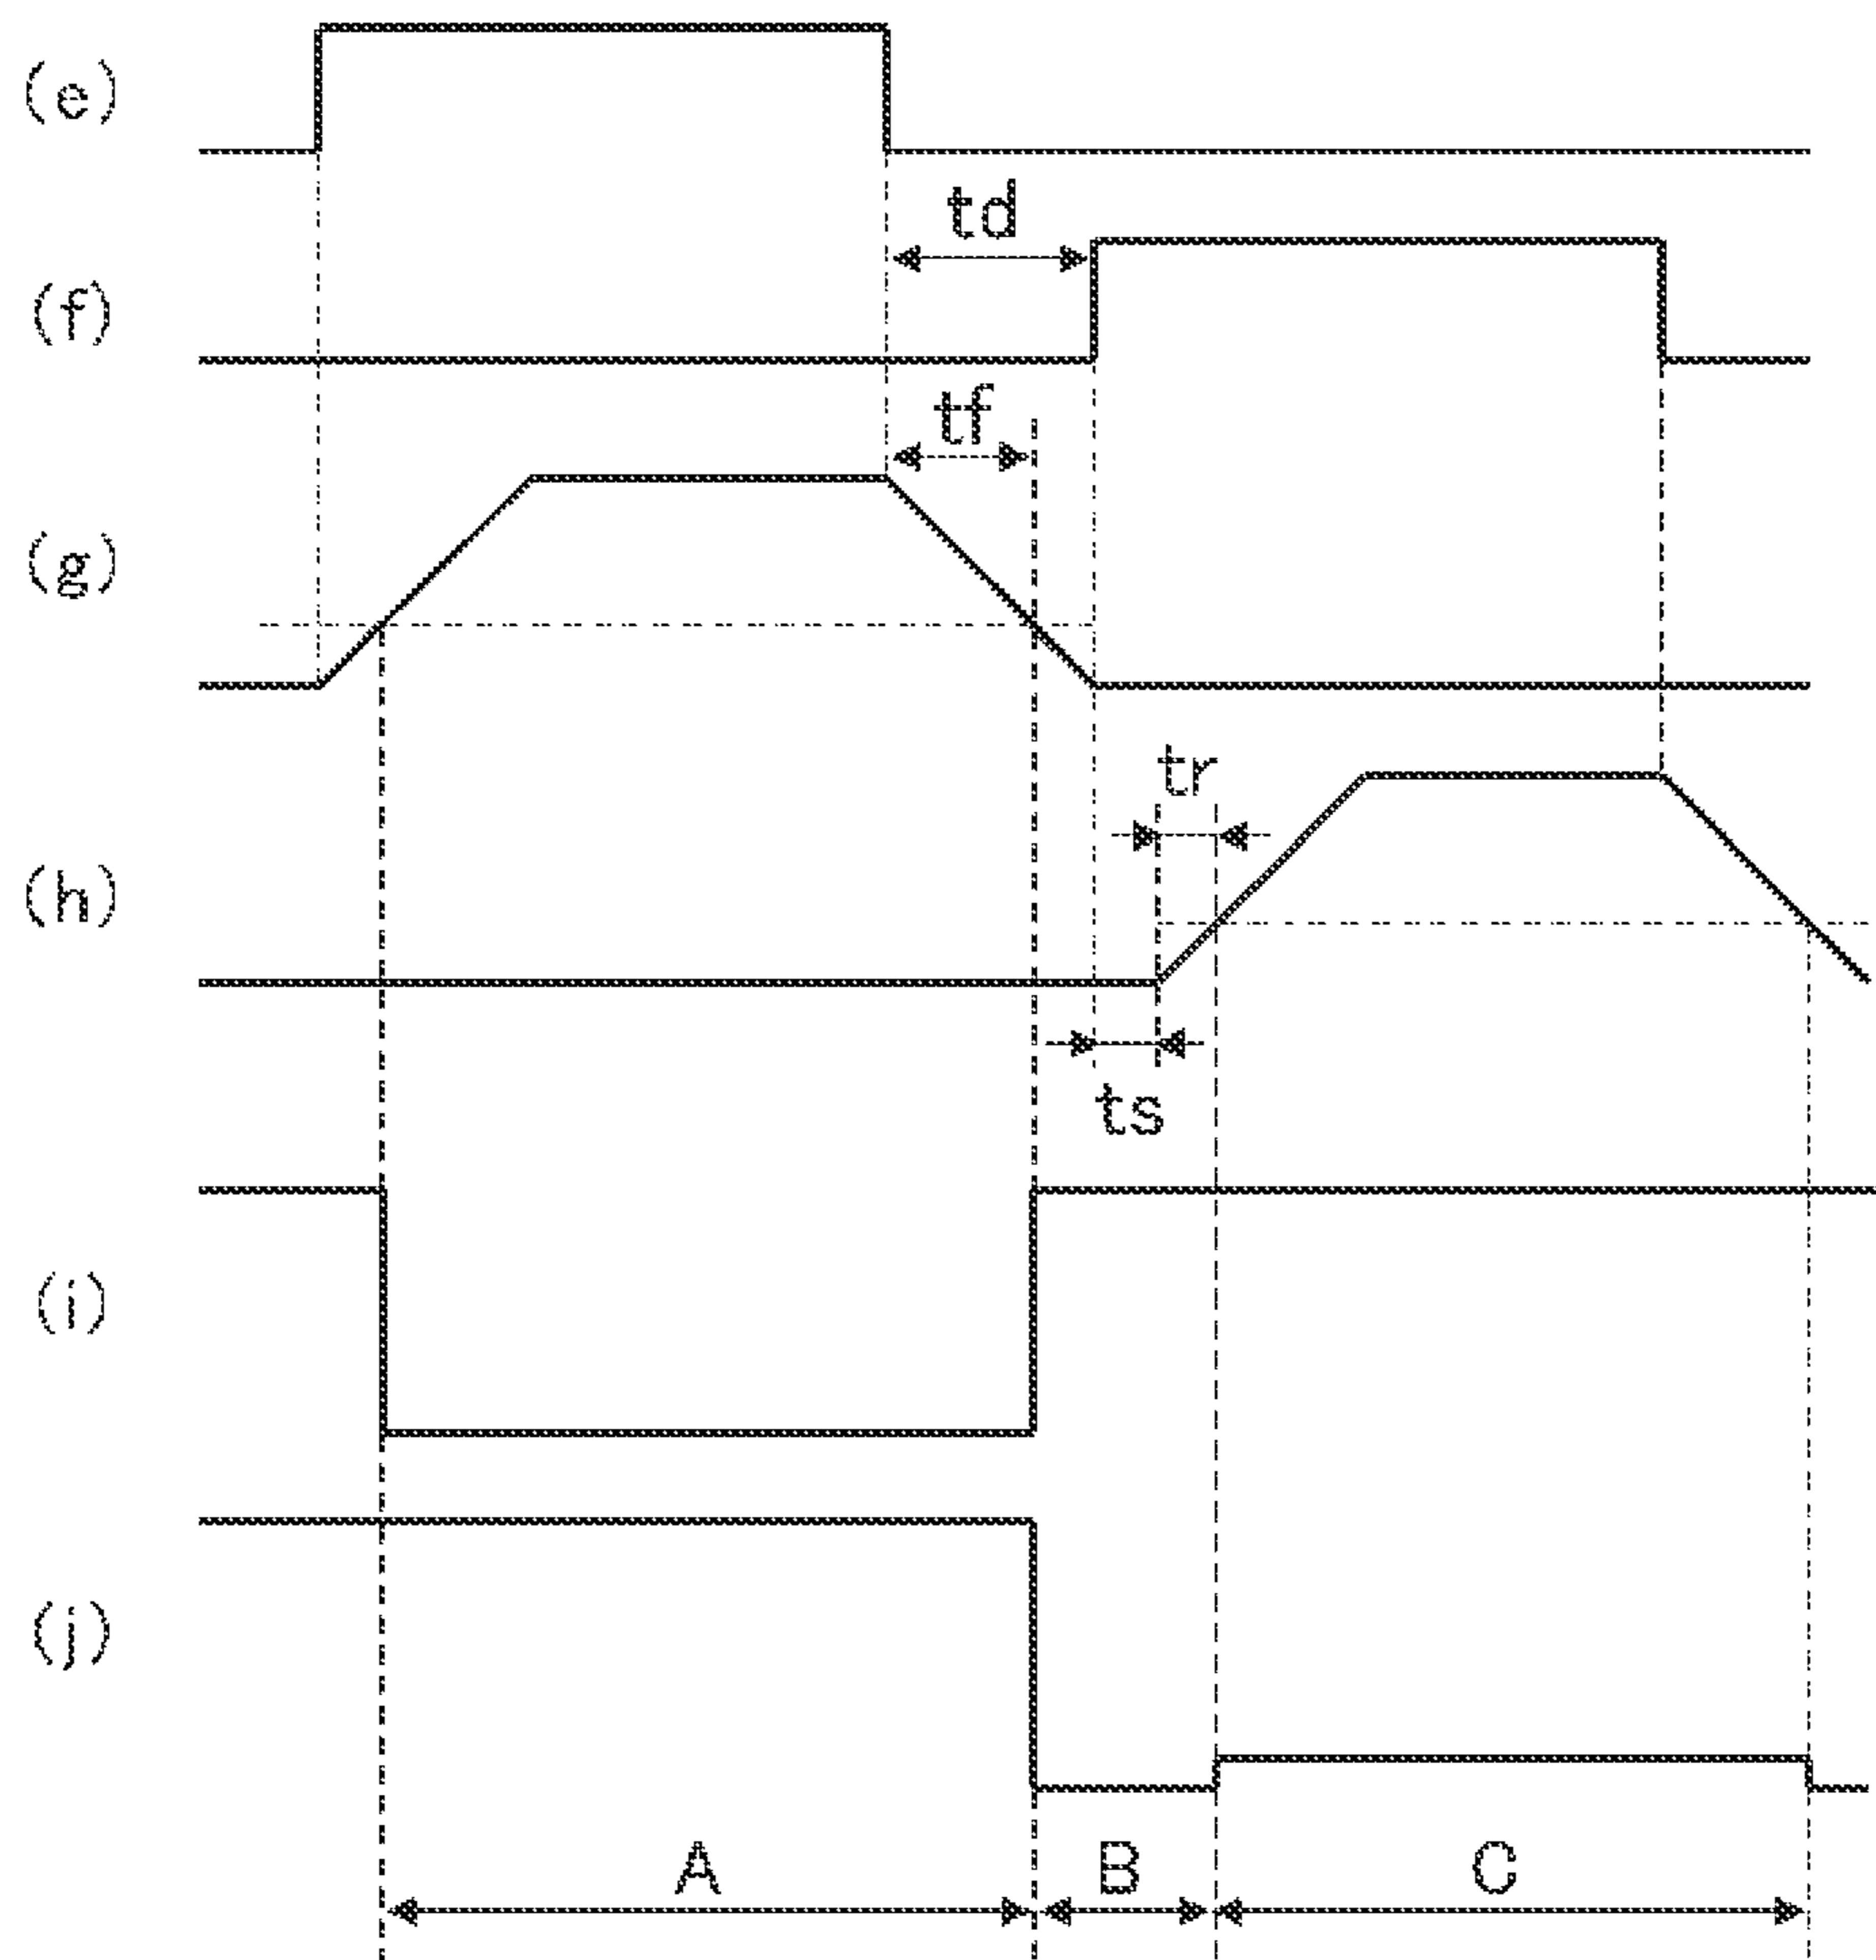 (e)
td
(f)
tf
(g)
tr
(h)
ts
(i)
(j)
A B C